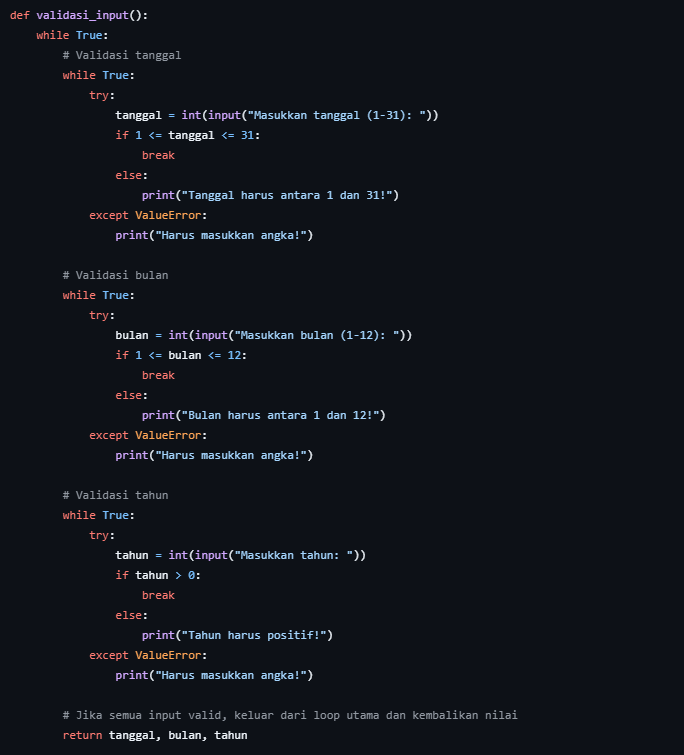 def validasi_input():
    while True:
        # Validasi tanggal
        while True:
            try:
                tanggal = int(input("Masukkan tanggal (1-31): "))
                if 1 <= tanggal <= 31:
                    break
                else:
                    print("Tanggal harus antara 1 dan 31!")
            except ValueError:
                print("Harus masukkan angka!")

        # Validasi bulan
        while True:
            try:
                bulan = int(input("Masukkan bulan (1-12): "))
                if 1 <= bulan <= 12:
                    break
                else:
                    print("Bulan harus antara 1 dan 12!")
            except ValueError:
                print("Harus masukkan angka!")

        # Validasi tahun
        while True:
            try:
                tahun = int(input("Masukkan tahun: "))
                if tahun > 0:
                    break
                else:
                    print("Tahun harus positif!")
            except ValueError:
                print("Harus masukkan angka!")

        # Jika semua input valid, keluar dari loop utama dan kembalikan nilai
        return tanggal, bulan, tahun